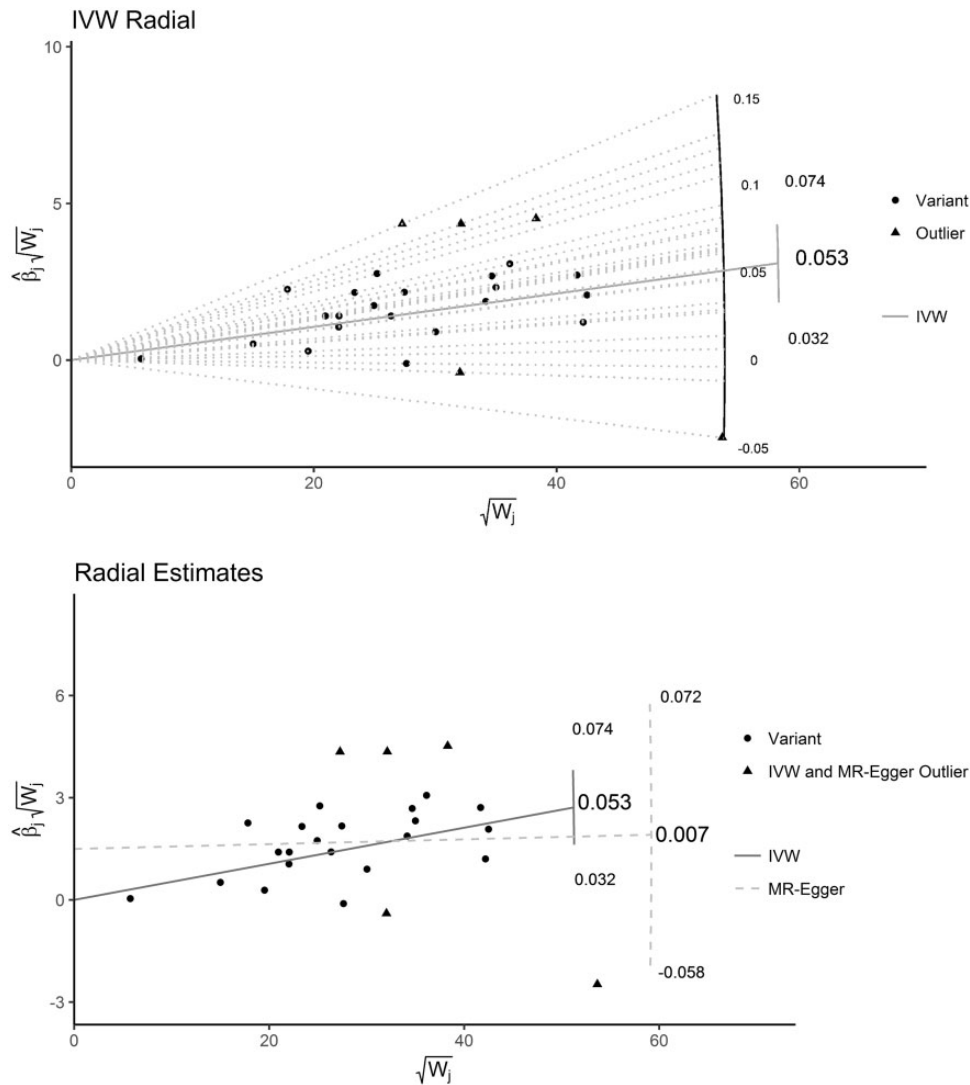 IVW Radial
10
5
0
β̂j√Wj
0.15
0.1
0.05
0
-0.05
0.074
0.053
0.032
Variant
Outlier
IVW
0
20
40
60
√Wj
Radial Estimates
6
3
0
-3
β̂j√Wj
0.074
0.053
0.032
0.072
0.007
-0.058
Variant
IVW and MR-Egger Outlier
IVW
MR-Egger
0
20
40
60
√Wj